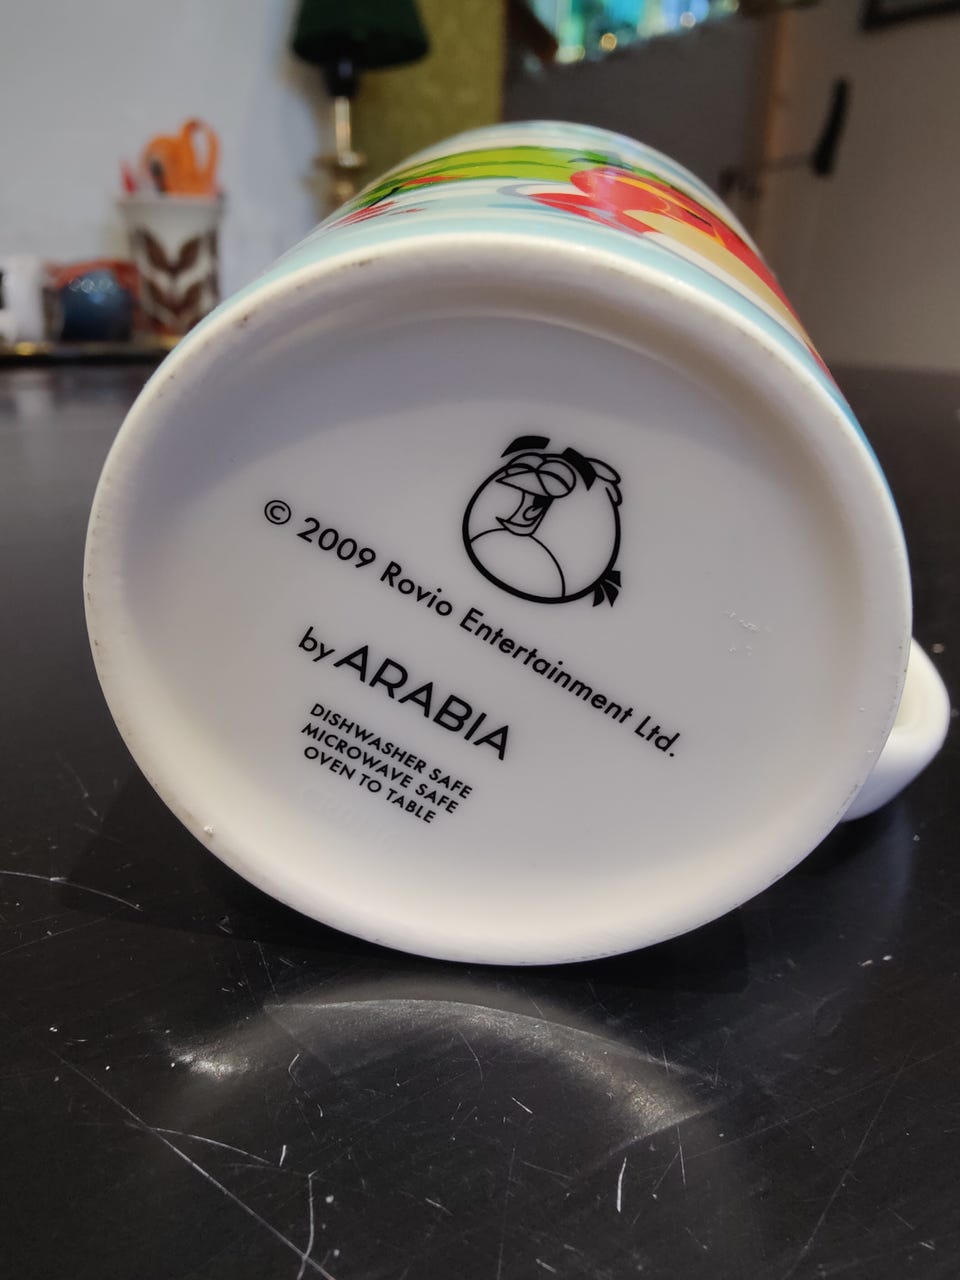 © 2009 Rovio Entertainment Ltd.
by ARABIA
DISHWASHER SAFE
MICROWAVE SAFE
OVEN TO TABLE